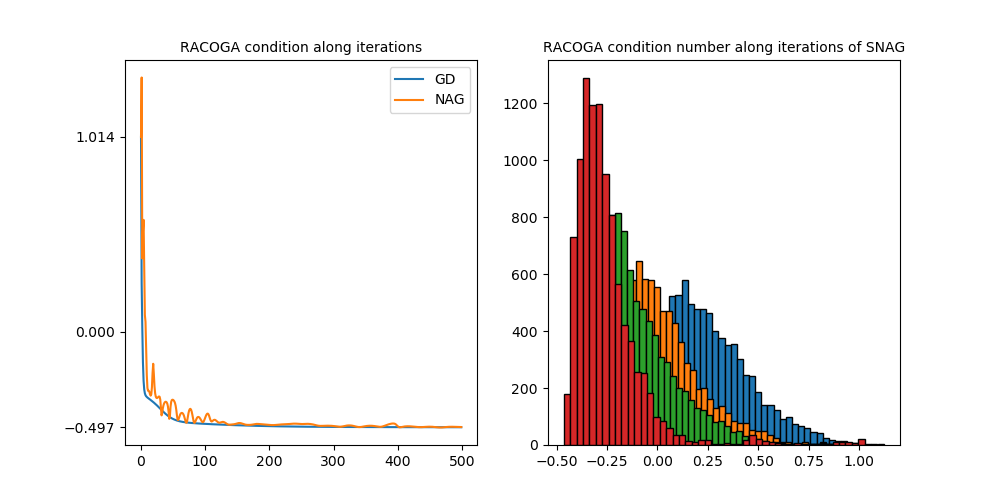 RACOGA condition along iterations
GD
NAG
1.014
0.000
−0.497
0 100 200 300 400 500
RACOGA condition number along iterations of SNAG
1200
1000
800
600
400
200
0
−0.50 −0.25 0.00 0.25 0.50 0.75 1.00